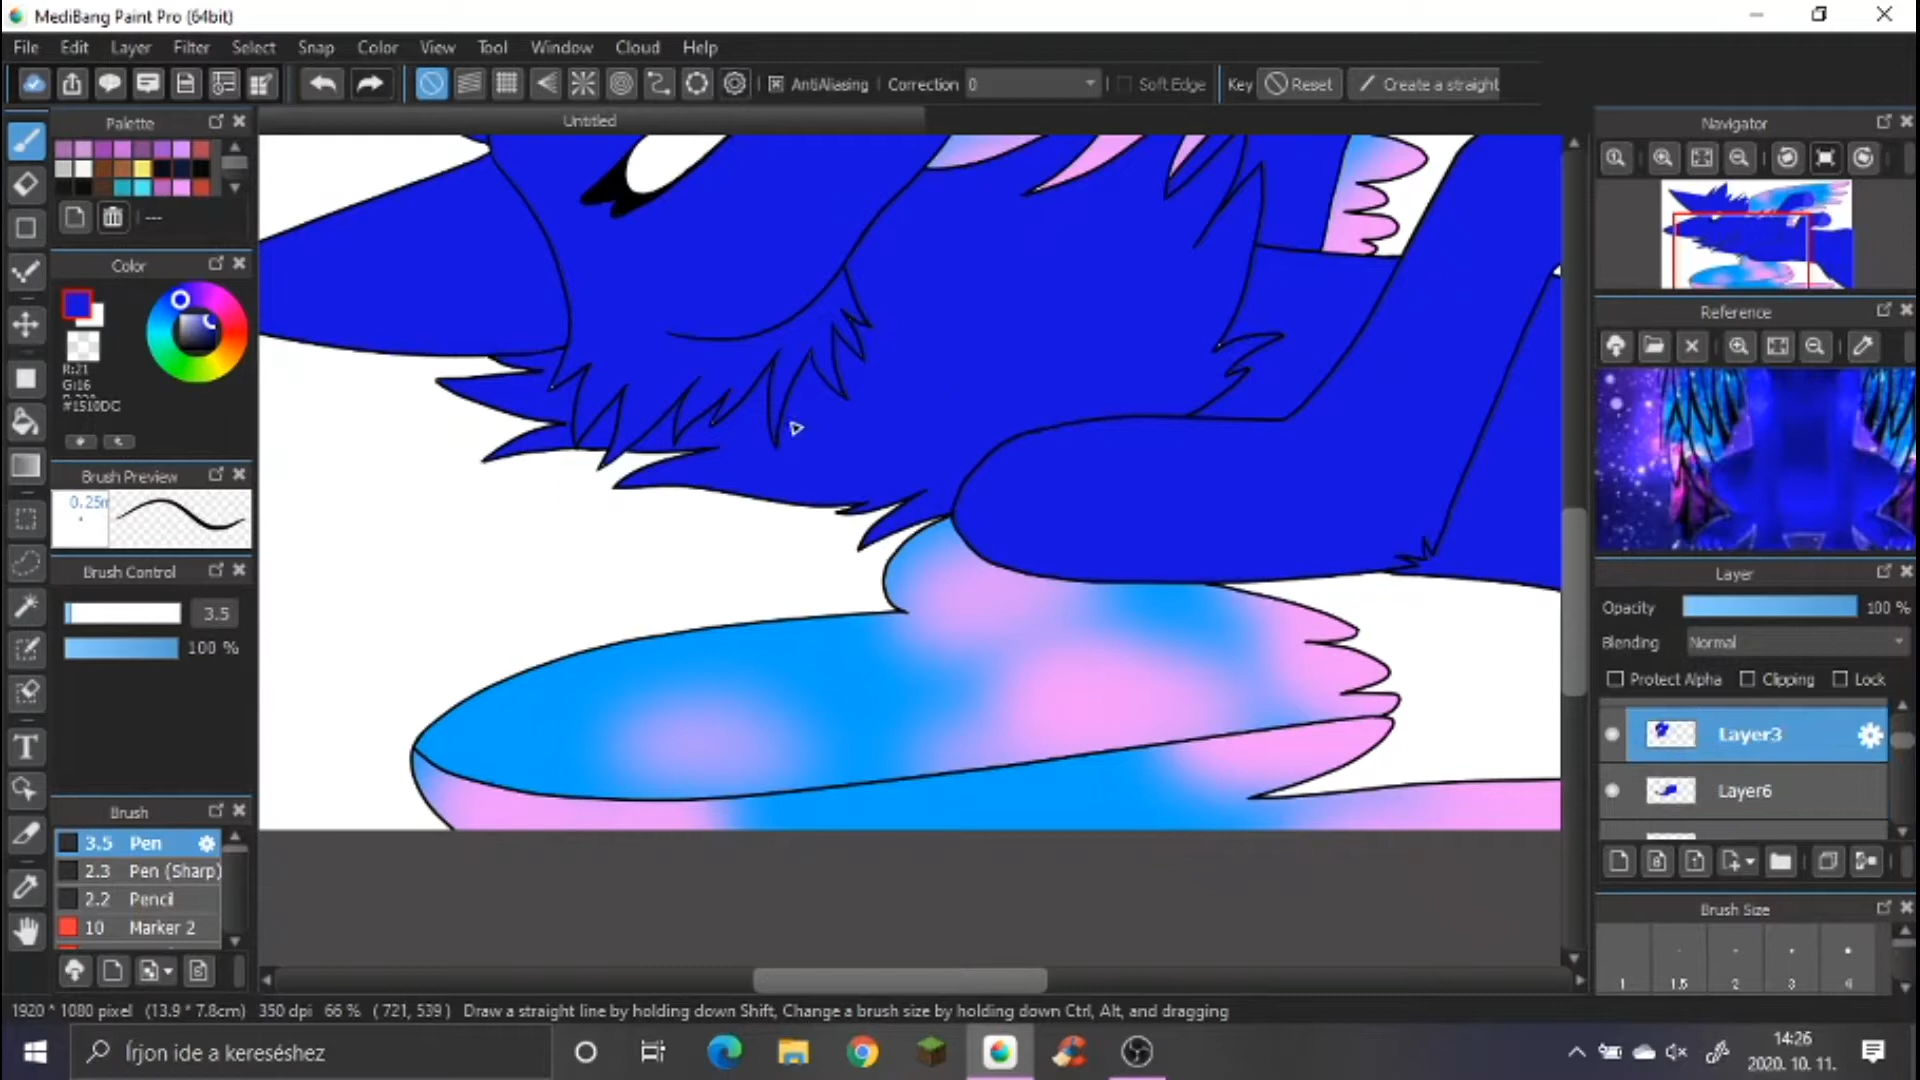 MediBang Paint Pro (64bit)
File Edit Layer Filter Select Snap Color View Tool Window Cloud Help
AntiAliasing Correction 0 Soft Edge Key Reset Create a straight
Untitled
Palette
---
Color
R:21
G:16
#1510DC
Brush Preview
0.25m
Brush Control
3.5
100 %
Brush
3.5 Pen
2.3 Pen (Sharp)
2.2 Pencil
10 Marker 2
Navigator
Reference
Layer
Opacity 100 %
Blending Normal
Protect Alpha Clipping Lock
Layer3
Layer6
Brush Size
1 1.5 2 3 4
1920 * 1080 pixel (13.9 * 7.8cm) 350 dpi 66 % ( 721, 539 ) Draw a straight line by holding down Shift, Change a brush size by holding down Ctrl, Alt, and dragging
Írjon ide a kereséshez
14:26
2020. 10. 11.